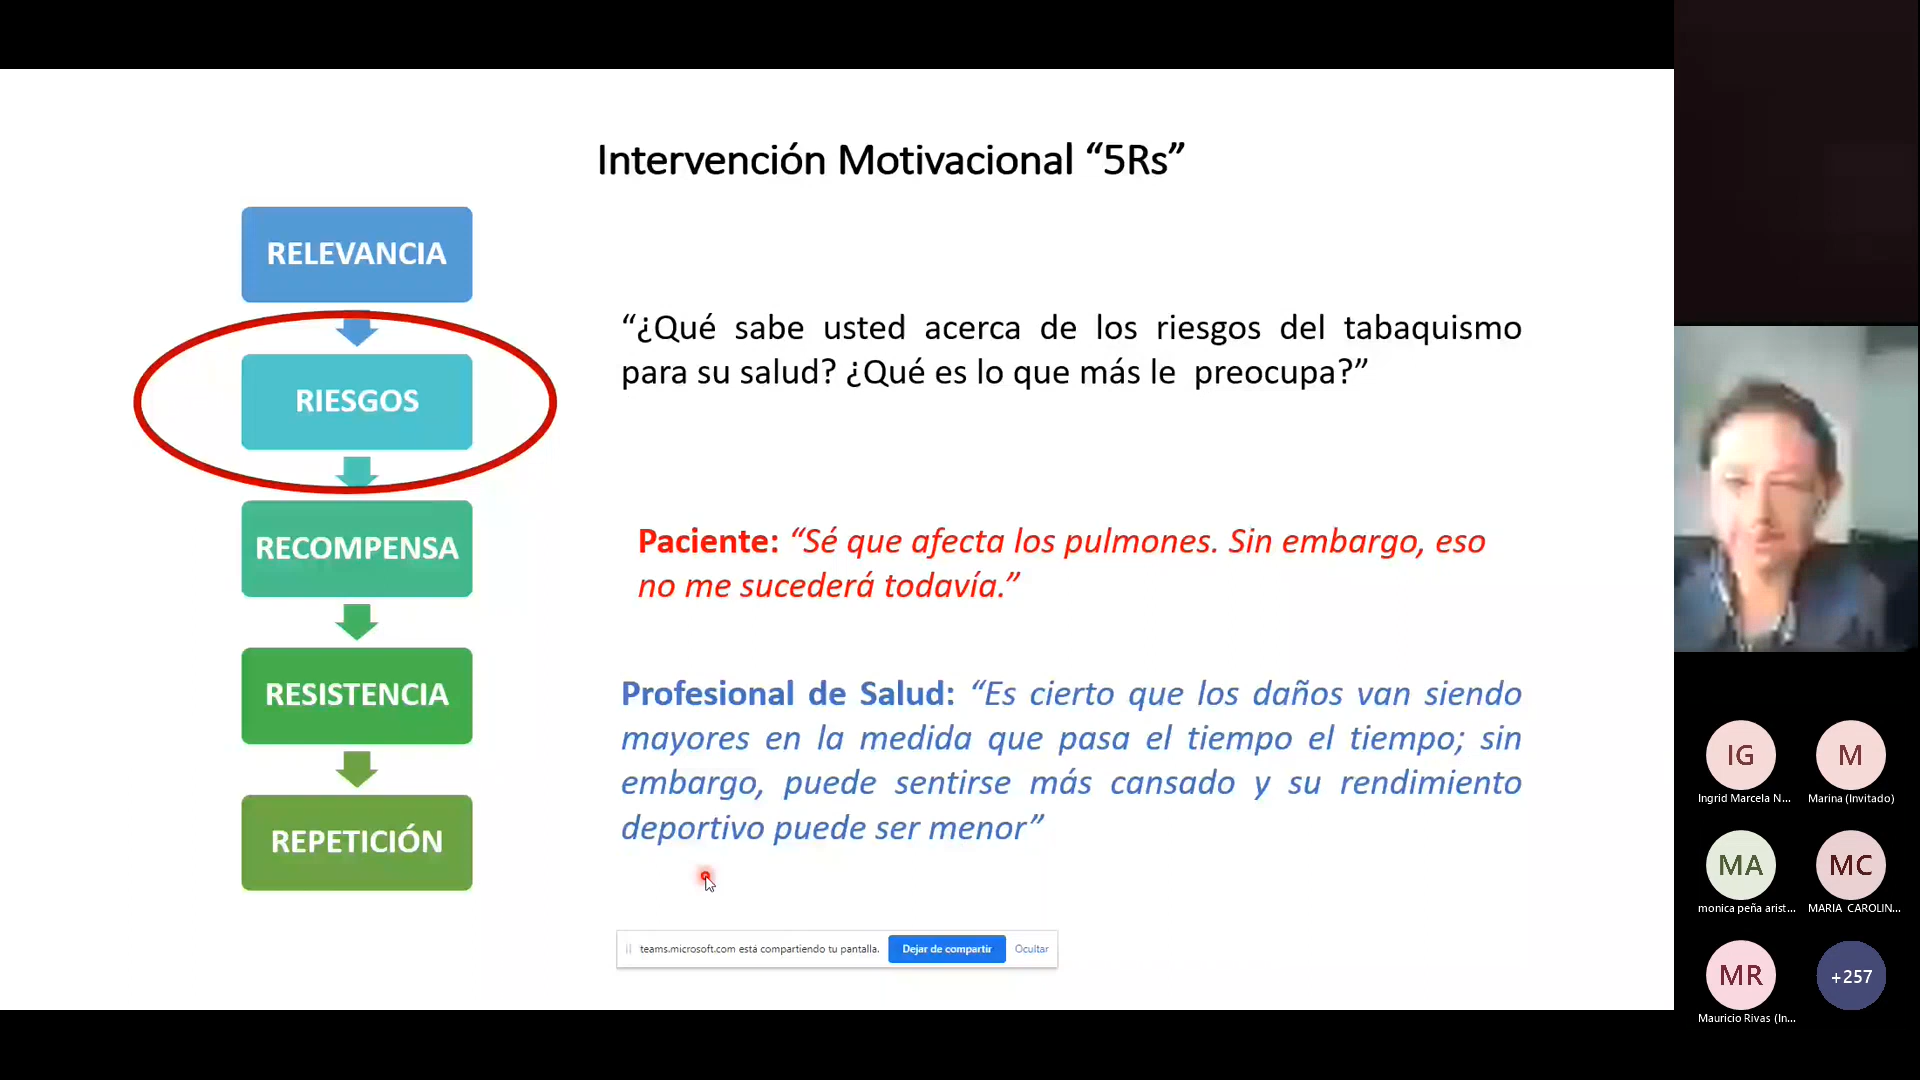 Intervención Motivacional “5Rs”
RELEVANCIA
RIESGOS
RECOMPENSA
RESISTENCIA
REPETICIÓN
“¿Qué sabe usted acerca de los riesgos del tabaquismo
para su salud? ¿Qué es lo que más le preocupa?”
Paciente: “Sé que afecta los pulmones. Sin embargo, eso
no me sucederá todavía.”
Profesional de Salud: “Es cierto que los daños van siendo
mayores en la medida que pasa el tiempo el tiempo; sin
embargo, puede sentirse más cansado y su rendimiento
deportivo puede ser menor”
teams.microsoft.com está compartiendo tu pantalla.
Dejar de compartir
Ocultar
IG
Ingrid Marcela N...
M
Marina (Invitado)
MA
monica peña arist...
MC
MARIA CAROLIN...
MR
Mauricio Rivas (In...
+257